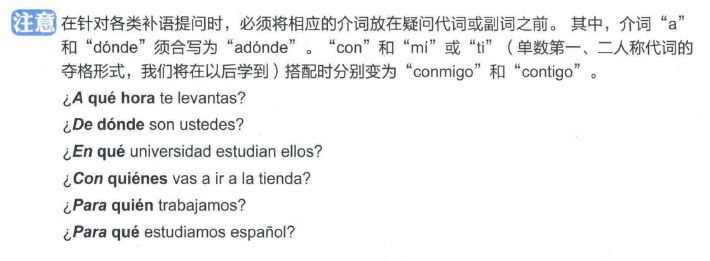 注意 在针对各类补语提问时，必须将相应的介词放在疑问代词或副词之前。 其中，介词“a”
和“dónde”须合写为“adónde”。“con”和“mí”或“ti”（单数第一、二人称代词的
夺格形式，我们将在以后学到）搭配时分别变为“conmigo”和“contigo”。
¿A qué hora te levantas?
¿De dónde son ustedes?
¿En qué universidad estudian ellos?
¿Con quiénes vas a ir a la tienda?
¿Para quién trabajamos?
¿Para qué estudiamos español?